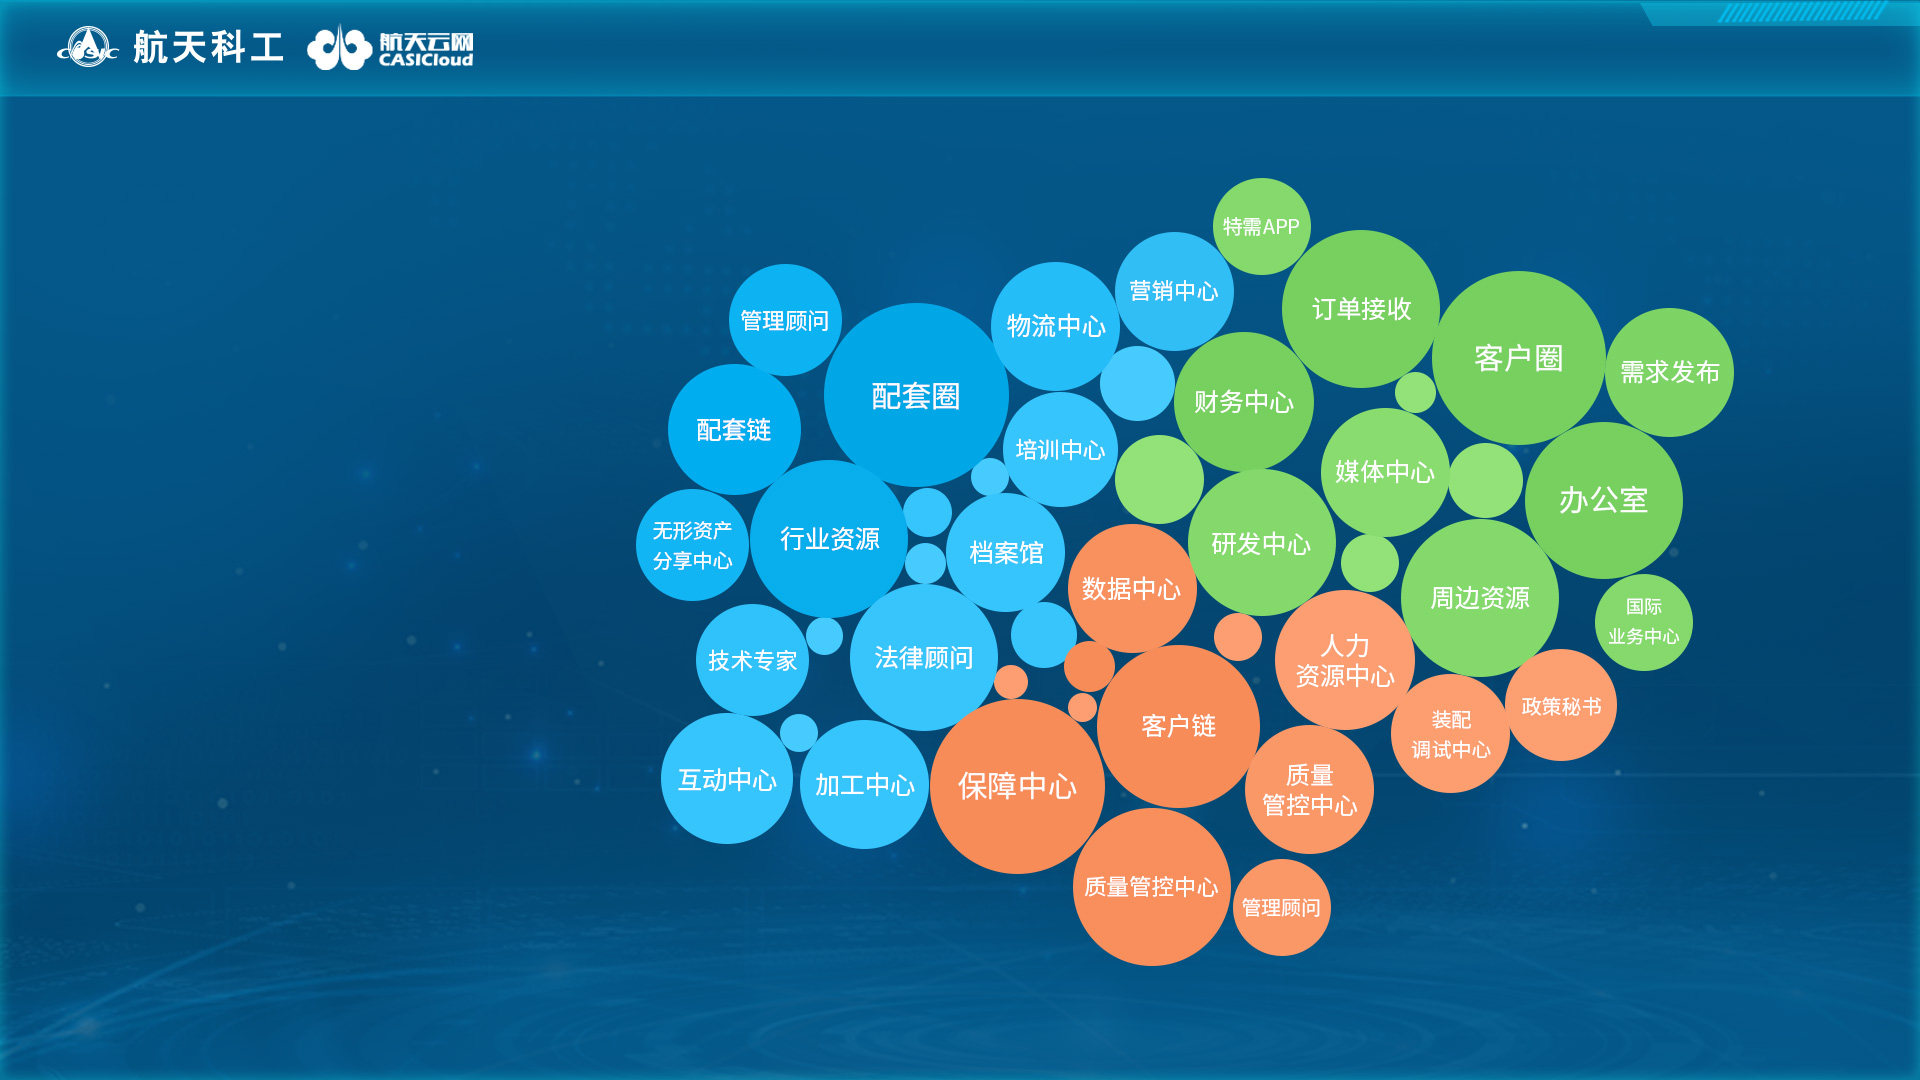 CASIC
航天科工
航天云网
CASICloud
特需APP
营销中心
订单接收
物流中心
管理顾问
客户圈
需求发布
配套圈
财务中心
配套链
培训中心
媒体中心
办公室
无形资产
分享中心
行业资源
档案馆
研发中心
数据中心
周边资源
国际
业务中心
技术专家
法律顾问
人力
资源中心
政策秘书
客户链
装配
调试中心
互动中心
加工中心
保障中心
质量
管控中心
质量管控中心
管理顾问